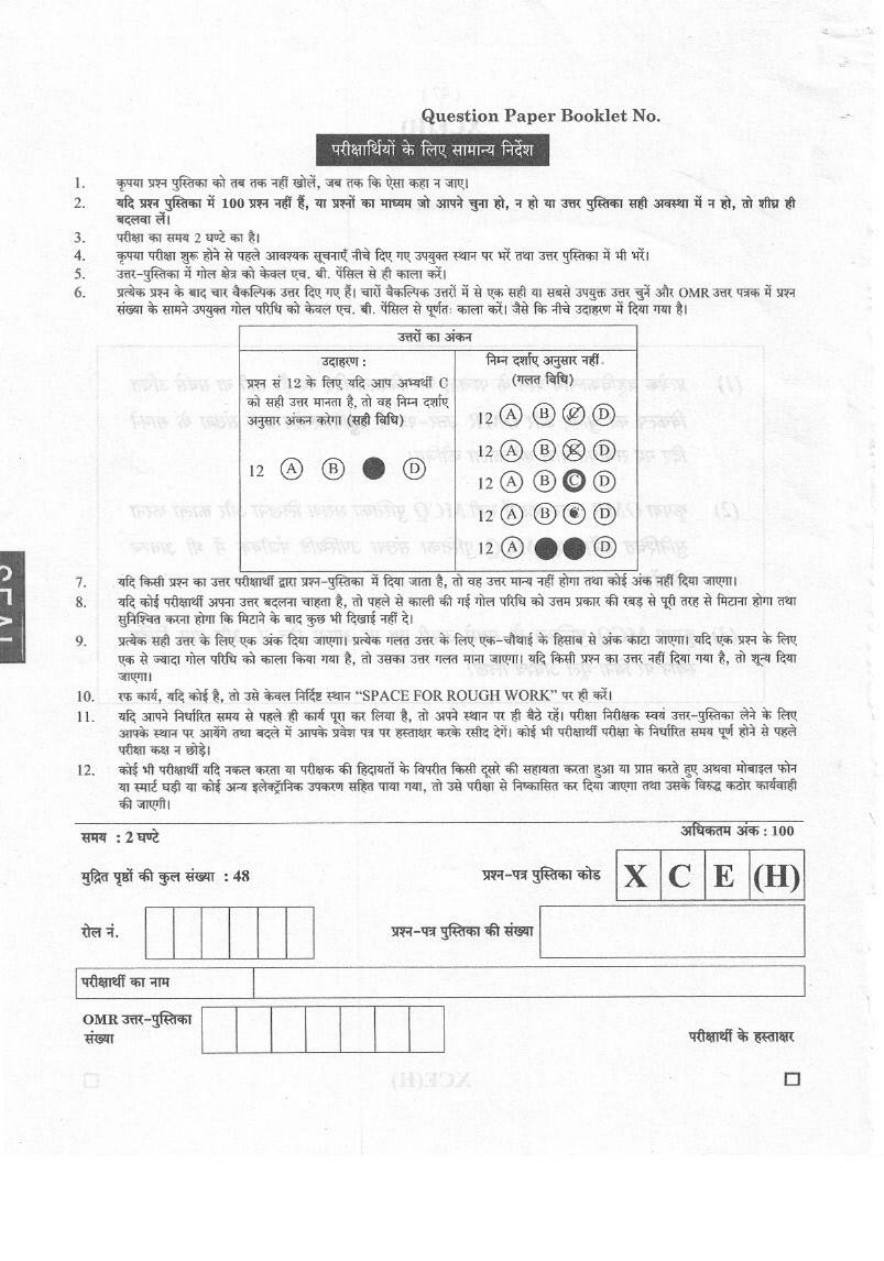 Question Paper Booklet No.
परीक्षार्थियों के लिए सामान्य निर्देश
1. कृपया प्रश्न पुस्तिका को तब तक नहीं खोलें, जब तक कि ऐसा कहा न जाए।
2. यदि प्रश्न पुस्तिका में 100 प्रश्न नहीं हैं, या प्रश्नों का माध्यम जो आपने चुना हो, न हो या उत्तर पुस्तिका सही अवस्था में न हो, तो शीघ्र ही
बदलवा लें।
3. परीक्षा का समय 2 घण्टे का है।
4. कृपया परीक्षा शुरू होने से पहले आवश्यक सूचनाएँ नीचे दिए गए उपयुक्त स्थान पर भरें तथा उत्तर पुस्तिका में भी भरें।
5. उत्तर-पुस्तिका में गोल क्षेत्र को केवल एच. बी. पेंसिल से ही काला करें।
6. प्रत्येक प्रश्न के बाद चार वैकल्पिक उत्तर दिए गए हैं। चारों वैकल्पिक उत्तरों में से एक सही या सबसे उपयुक्त उत्तर चुनें और OMR उत्तर पत्रक में प्रश्न
संख्या के सामने उपयुक्त गोल परिधि को केवल एच. बी. पेंसिल से पूर्णतः काला करें। जैसे कि नीचे उदाहरण में दिया गया है।
उत्तरों का अंकन
उदाहरण :
प्रश्न सं 12 के लिए यदि आप अभ्यर्थी C
को सही उत्तर मानता है, तो वह निम्न दर्शाए
अनुसार अंकन करेगा (सही विधि)
12 A B D
निम्न दर्शाए अनुसार नहीं.
(गलत विधि)
12 A B C D
12 A B C D
12 A B C D
12 A B C D
12 A D
7. यदि किसी प्रश्न का उत्तर परीक्षार्थी द्वारा प्रश्न-पुस्तिका में दिया जाता है, तो वह उत्तर मान्य नहीं होगा तथा कोई अंक नहीं दिया जाएगा।
8. यदि कोई परीक्षार्थी अपना उत्तर बदलना चाहता है, तो पहले से काली की गई गोल परिधि को उत्तम प्रकार की रबड़ से पूरी तरह से मिटाना होगा तथा
सुनिश्चित करना होगा कि मिटाने के बाद कुछ भी दिखाई नहीं दे।
9. प्रत्येक सही उत्तर के लिए एक अंक दिया जाएगा। प्रत्येक गलत उत्तर के लिए एक-चौथाई के हिसाब से अंक काटा जाएगा। यदि एक प्रश्न के लिए
एक से ज्यादा गोल परिधि को काला किया गया है, तो उसका उत्तर गलत माना जाएगा। यदि किसी प्रश्न का उत्तर नहीं दिया गया है, तो शून्य दिया
जाएगा।
10. रफ कार्य, यदि कोई है, तो उसे केवल निर्दिष्ट स्थान “SPACE FOR ROUGH WORK” पर ही करें।
11. यदि आपने निर्धारित समय से पहले ही कार्य पूरा कर लिया है, तो अपने स्थान पर ही बैठे रहें। परीक्षा निरीक्षक स्वयं उत्तर-पुस्तिका लेने के लिए
आपके स्थान पर आयेंगे तथा बदले में आपके प्रवेश पत्र पर हस्ताक्षर करके रसीद देगें। कोई भी परीक्षार्थी परीक्षा के निर्धारित समय पूर्ण होने से पहले
परीक्षा कक्ष न छोड़े।
12. कोई भी परीक्षार्थी यदि नकल करता या परीक्षक की हिदायतों के विपरीत किसी दूसरे की सहायता करता हुआ या प्राप्त करते हुए अथवा मोबाइल फोन
या स्मार्ट घड़ी या कोई अन्य इलेक्ट्रॉनिक उपकरण सहित पाया गया, तो उसे परीक्षा से निष्कासित कर दिया जाएगा तथा उसके विरुद्ध कठोर कार्यवाही
की जाएगी।
समय : 2 घण्टे
अधिकतम अंक : 100
मुद्रित पृष्ठों की कुल संख्या : 48
प्रश्न-पत्र पुस्तिका कोड X C E (H)
रोल नं.
प्रश्न-पत्र पुस्तिका की संख्या
परीक्षार्थी का नाम
OMR उत्तर-पुस्तिका
संख्या
परीक्षार्थी के हस्ताक्षर
SEAL
XCE(H)